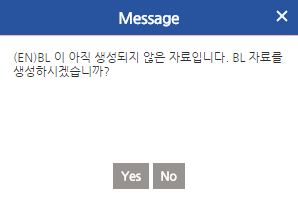 Message
(EN)BL 이 아직 생성되지 않은 자료입니다. BL 자료를
생성하시겠습니까?
Yes No